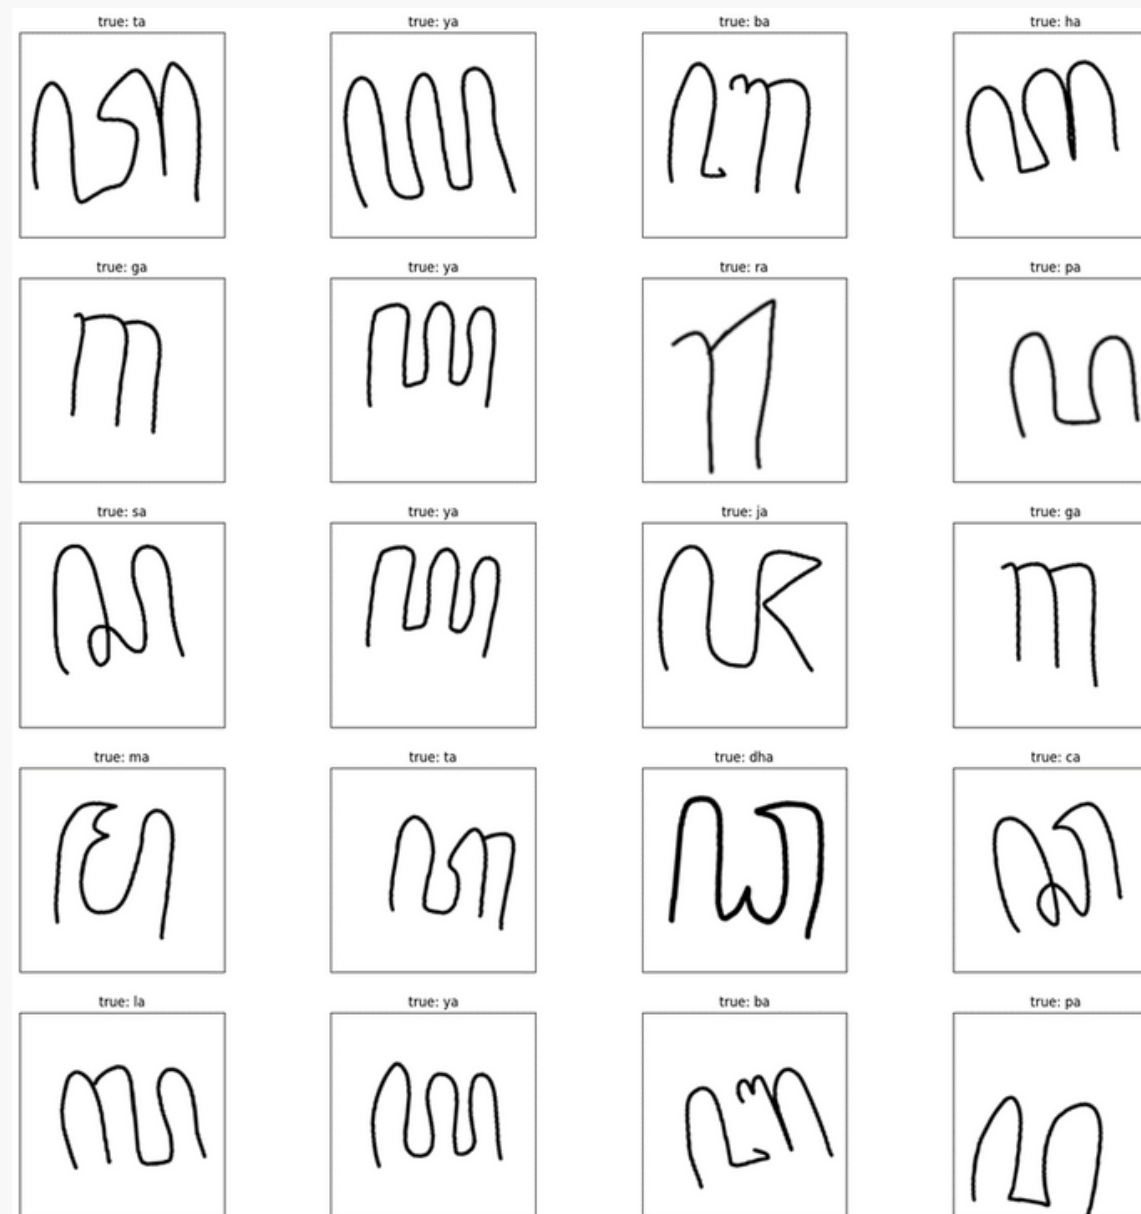 true: ta true: ya true: ba true: ha
ꦠ ꦪ ꦧ ꦲ
true: ga true: ya true: ra true: pa
ꦒ ꦪ ꦫ ꦥ
true: sa true: ya true: ja true: ga
ꦱ ꦪ ꦗ ꦒ
true: ma true: ta true: dha true: ca
ꦩ ꦠ ꦝ ꦕ
true: la true: ya true: ba true: pa
ꦭ ꦪ ꦧ ꦥ